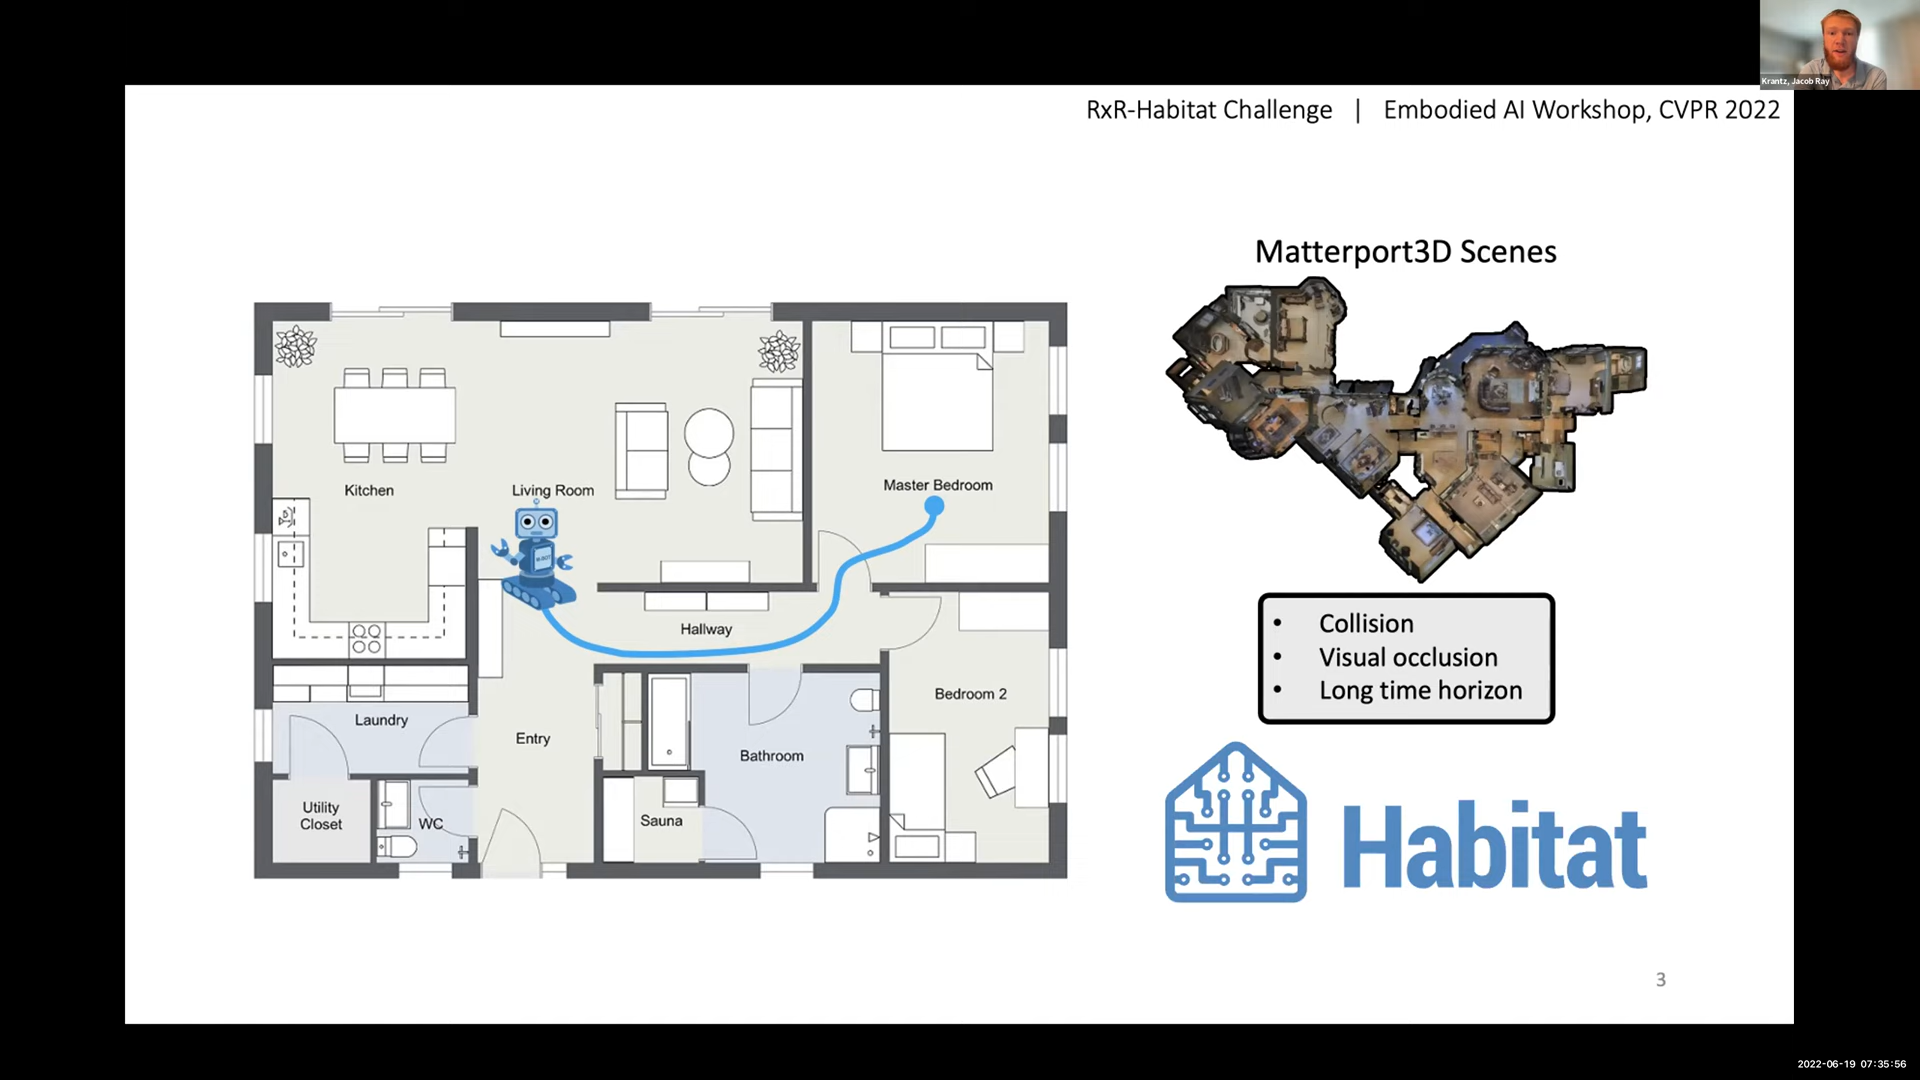 Krantz, Jacob Ray
RxR-Habitat Challenge | Embodied AI Workshop, CVPR 2022
Matterport3D Scenes
Kitchen
Living Room
Master Bedroom
Hallway
Laundry
Entry
Bathroom
Bedroom 2
Utility
Closet
WC
Sauna
• Collision
• Visual occlusion
• Long time horizon
Habitat
3
2022-06-19 07:35:56